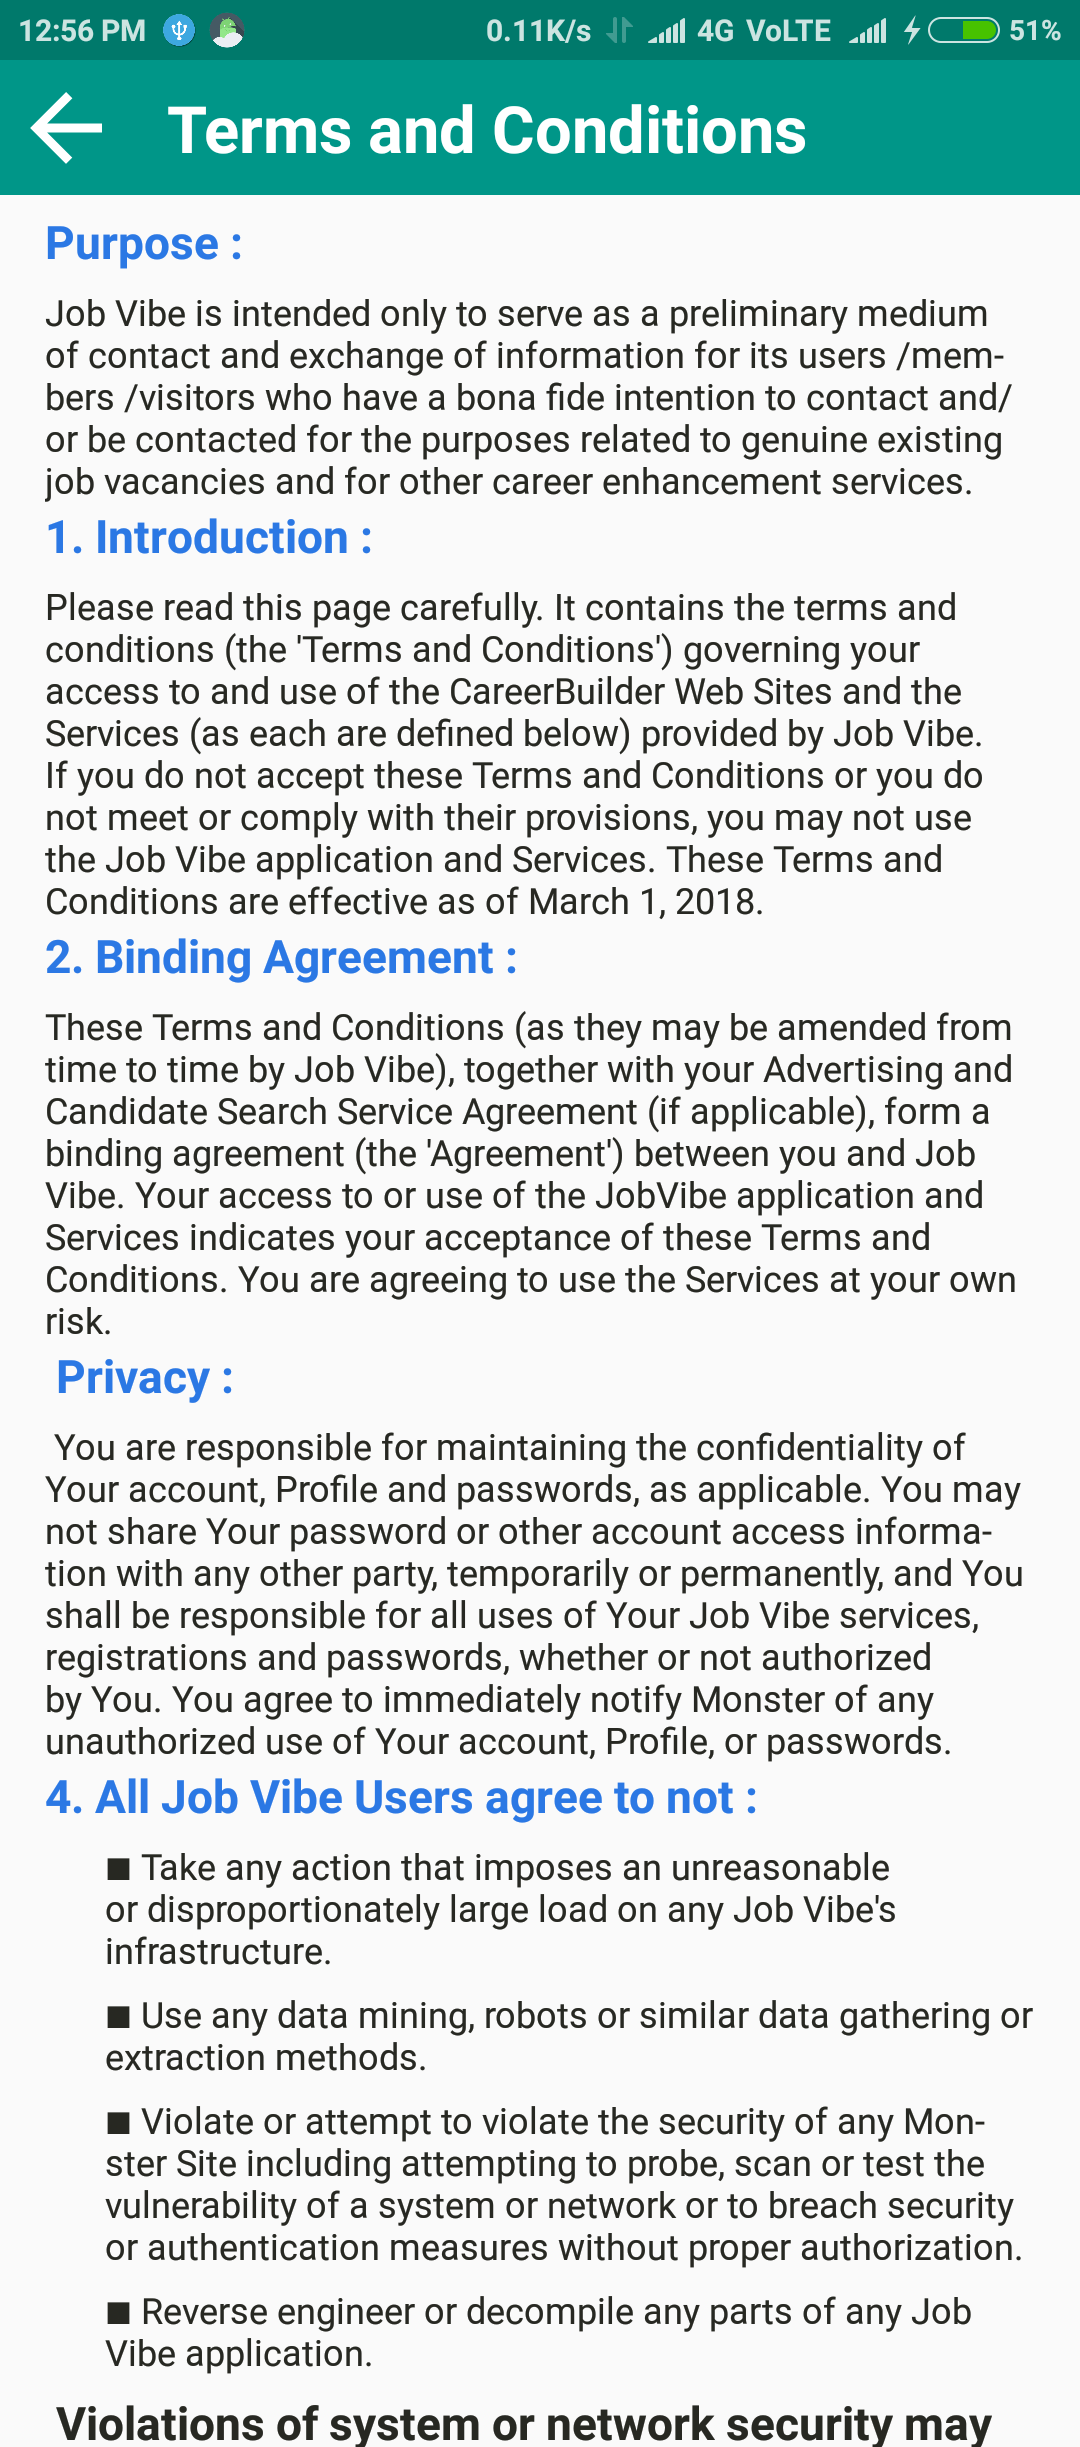 12:56 PM 0.11K/s 4G VoLTE 51%
Terms and Conditions
Purpose :
Job Vibe is intended only to serve as a preliminary medium
of contact and exchange of information for its users /mem-
bers /visitors who have a bona fide intention to contact and/
or be contacted for the purposes related to genuine existing
job vacancies and for other career enhancement services.
1. Introduction :
Please read this page carefully. It contains the terms and
conditions (the 'Terms and Conditions') governing your
access to and use of the CareerBuilder Web Sites and the
Services (as each are defined below) provided by Job Vibe.
If you do not accept these Terms and Conditions or you do
not meet or comply with their provisions, you may not use
the Job Vibe application and Services. These Terms and
Conditions are effective as of March 1, 2018.
2. Binding Agreement :
These Terms and Conditions (as they may be amended from
time to time by Job Vibe), together with your Advertising and
Candidate Search Service Agreement (if applicable), form a
binding agreement (the 'Agreement') between you and Job
Vibe. Your access to or use of the JobVibe application and
Services indicates your acceptance of these Terms and
Conditions. You are agreeing to use the Services at your own
risk.
Privacy :
You are responsible for maintaining the confidentiality of
Your account, Profile and passwords, as applicable. You may
not share Your password or other account access informa-
tion with any other party, temporarily or permanently, and You
shall be responsible for all uses of Your Job Vibe services,
registrations and passwords, whether or not authorized
by You. You agree to immediately notify Monster of any
unauthorized use of Your account, Profile, or passwords.
4. All Job Vibe Users agree to not :
■ Take any action that imposes an unreasonable
or disproportionately large load on any Job Vibe's
infrastructure.
■ Use any data mining, robots or similar data gathering or
extraction methods.
■ Violate or attempt to violate the security of any Mon-
ster Site including attempting to probe, scan or test the
vulnerability of a system or network or to breach security
or authentication measures without proper authorization.
■ Reverse engineer or decompile any parts of any Job
Vibe application.
Violations of system or network security may